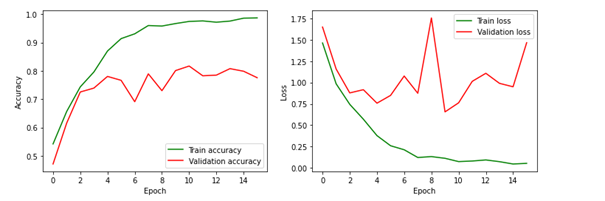 1.0
0.9
0.8
0.7
0.6
0.5
Accuracy
Train accuracy
Validation accuracy
0 2 4 6 8 10 12 14
Epoch
1.75
1.50
1.25
1.00
0.75
0.50
0.25
0.00
Loss
Train loss
Validation loss
0 2 4 6 8 10 12 14
Epoch